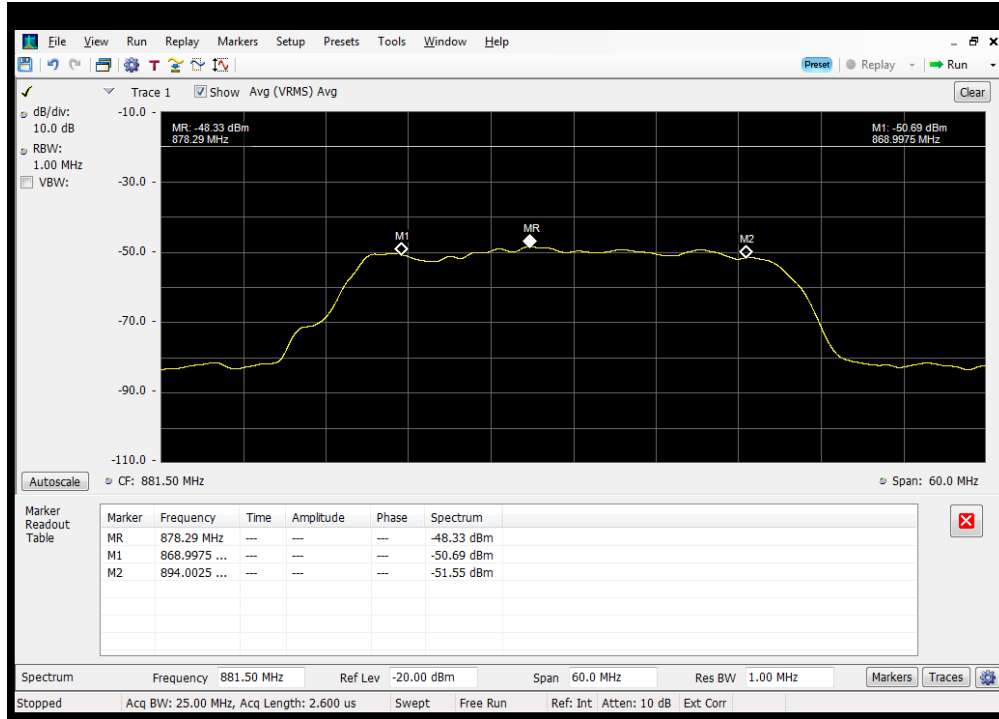 File View Run Replay Markers Setup Presets Tools Window Help
T Preset Replay Run
Trace 1 Show Avg (VRMS) Avg Clear
dB/div: 10.0 dB
RBW: 1.00 MHz
VBW:
-10.0
-30.0
-50.0
-70.0
-90.0
-110.0
MR: -48.33 dBm
878.29 MHz
M1: -50.69 dBm
868.9975 MHz
M1
MR
M2
Autoscale CF: 881.50 MHz Span: 60.0 MHz
Marker Readout Table
Marker Frequency Time Amplitude Phase Spectrum
MR 878.29 MHz --- --- --- -48.33 dBm
M1 868.9975 ... --- --- --- -50.69 dBm
M2 894.0025 ... --- --- --- -51.55 dBm
Spectrum Frequency 881.50 MHz Ref Lev -20.00 dBm Span 60.0 MHz Res BW 1.00 MHz Markers Traces
Stopped Acq BW: 25.00 MHz, Acq Length: 2.600 us Swept Free Run Ref: Int Atten: 10 dB Ext Corr